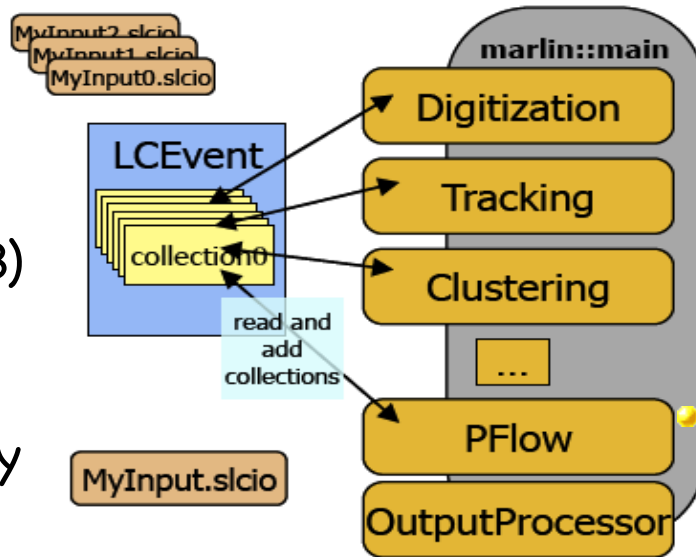 MyInput2.slcio
MyInput1.slcio
MyInput0.slcio
marlin::main
Digitization
LCEvent
Tracking
collection0
Clustering
read and
add
collections
...
PFlow
MyInput.slcio
OutputProcessor
)
y